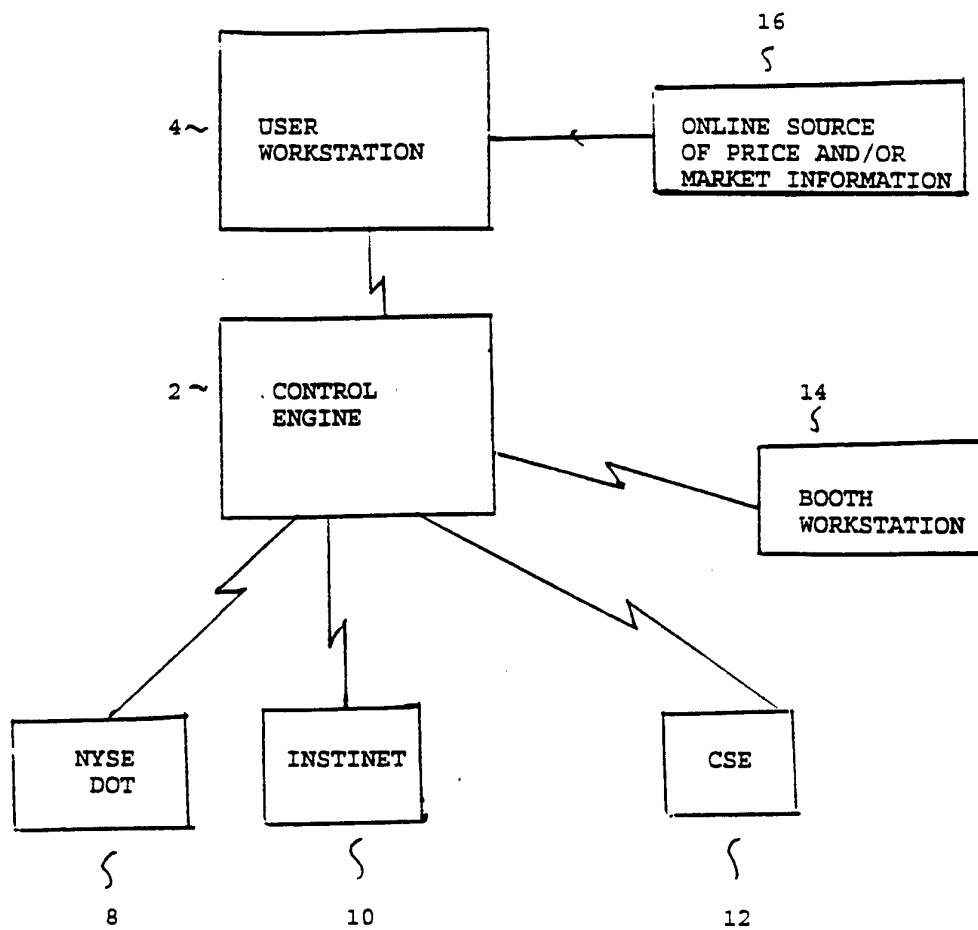 16
4
USER
WORKSTATION
ONLINE SOURCE
OF PRICE AND/OR
MARKET INFORMATION
2
CONTROL
ENGINE
14
BOOTH
WORKSTATION
NYSE
DOT
INSTINET
CSE
8
10
12